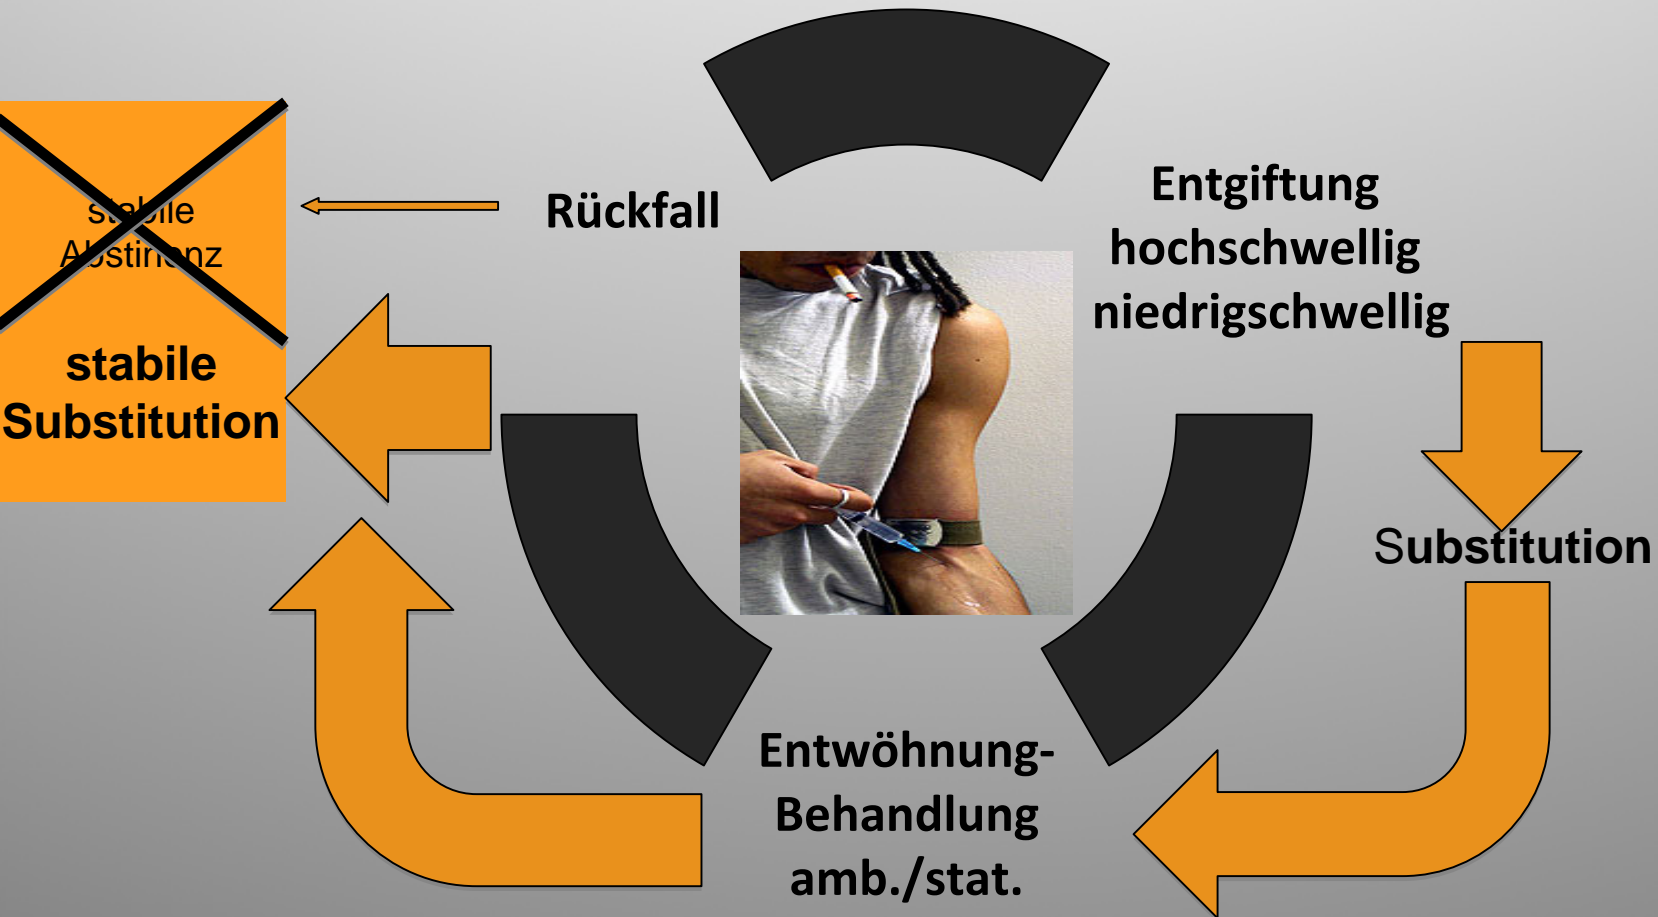 Entgiftung
hochschwellig
niedrigschwellig
Substitution
Entwöhnung-
Behandlung
amb./stat.
Rückfall
stabile
Abstinenz
stabile
Substitution